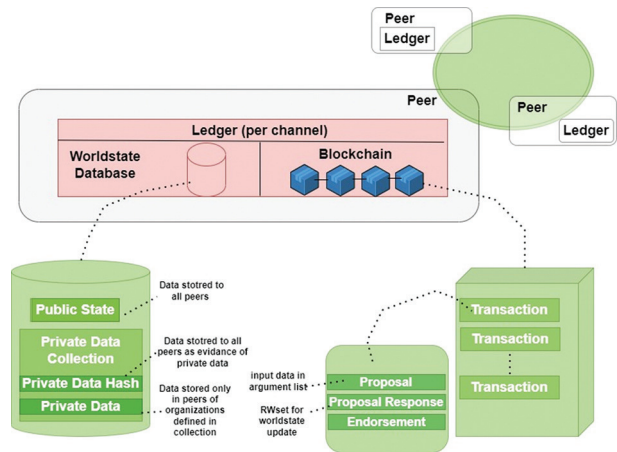 Peer
Ledger
Peer
Peer
Ledger
Ledger (per channel)
Worldstate
Database
Blockchain
Public State
Data stotred to
all peers
Private Data
Collection
Data stotred to all
peers as evidence of
private data
Private Data Hash
Private Data
Data stored only
in peers of
organizations
defined in
collection
input data in
argument list
Proposal
RWset for
worldstate
update
Proposal Response
Endorsement
Transaction
Transaction
Transaction